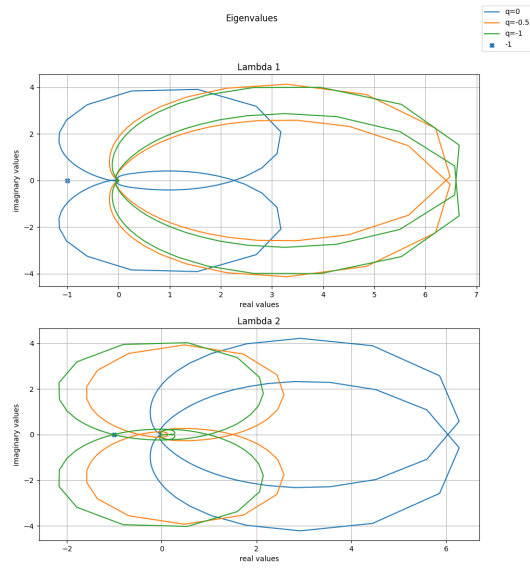 Eigenvalues
q=0
q=-0.5
q=-1
-1
Lambda 1
4
2
0
−2
−4
imaginary values
−1
0
1
2
3
4
5
6
7
real values
Lambda 2
4
2
0
−2
−4
imaginary values
−2
0
2
4
6
real values